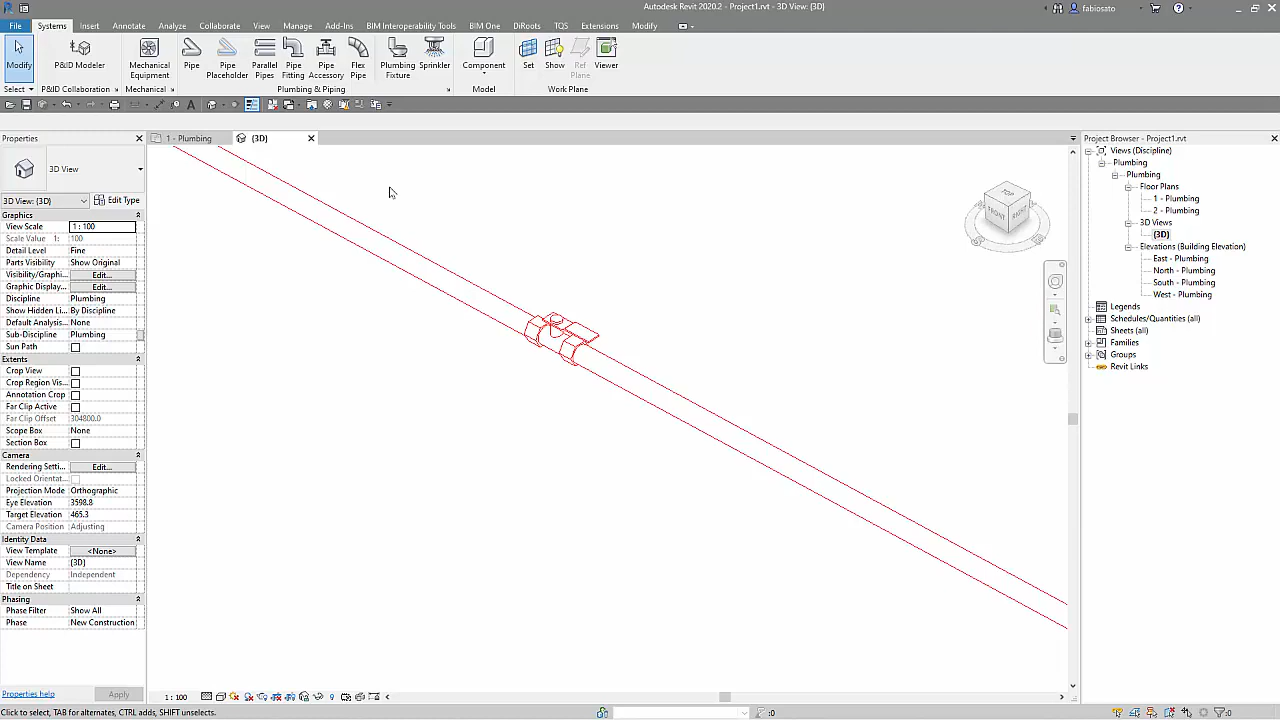 Autodesk Revit 2020.2 - Project1.rvt - 3D View: {3D}
fabiosato
File Systems Insert Annotate Analyze Collaborate View Manage Add-Ins BIM Interoperability Tools BIM One DiRoots TQS Extensions Modify
Modify
P&ID Modeler
Mechanical Equipment
Pipe
Pipe Placeholder
Parallel Pipes
Pipe Fitting
Pipe Accessory
Flex Pipe
Plumbing Fixture
Sprinkler
Component
Set
Show
Ref Plane
Viewer
Select
P&ID Collaboration
Mechanical
Plumbing & Piping
Model
Work Plane
Properties
1 - Plumbing
{3D}
Project Browser - Project1.rvt
3D View
3D View: {3D}
Edit Type
Graphics
View Scale 1 : 100
Scale Value 1: 100
Detail Level Fine
Parts Visibility Show Original
Visibility/Graphi... Edit...
Graphic Display... Edit...
Discipline Plumbing
Show Hidden Li... By Discipline
Default Analysis... None
Sub-Discipline Plumbing
Sun Path
Extents
Crop View
Crop Region Vis...
Annotation Crop
Far Clip Active
Far Clip Offset 304800.0
Scope Box None
Section Box
Camera
Rendering Setti... Edit...
Locked Orientat...
Projection Mode Orthographic
Eye Elevation 3598.8
Target Elevation 465.3
Camera Position Adjusting
Identity Data
View Template <None>
View Name {3D}
Dependency Independent
Title on Sheet
Phasing
Phase Filter Show All
Phase New Construction
Properties help
Apply
TOP
FRONT
RIGHT
Views (Discipline)
Plumbing
Plumbing
Floor Plans
1 - Plumbing
2 - Plumbing
3D Views
{3D}
Elevations (Building Elevation)
East - Plumbing
North - Plumbing
South - Plumbing
West - Plumbing
Legends
Schedules/Quantities (all)
Sheets (all)
Families
Groups
Revit Links
1 : 100
Click to select, TAB for alternates, CTRL adds, SHIFT unselects.
:0
:0